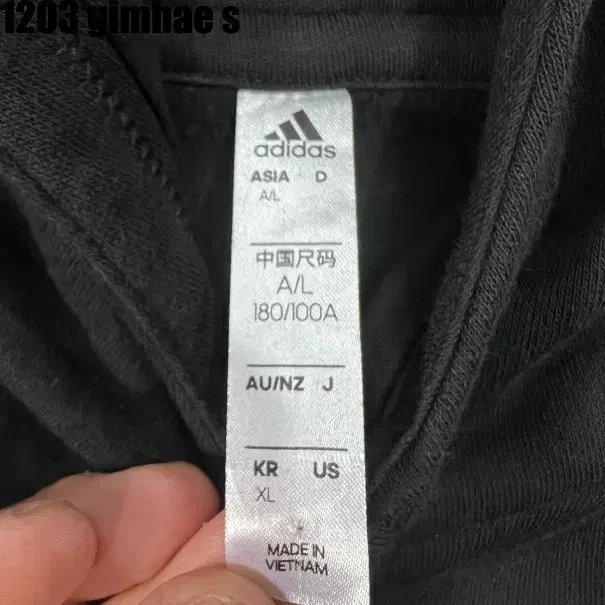 1203 gimhae s
adidas
ASIA D
A/L
中国尺码
A/L
180/100A
AU/NZ J
KR US
XL
MADE IN
VIETNAM